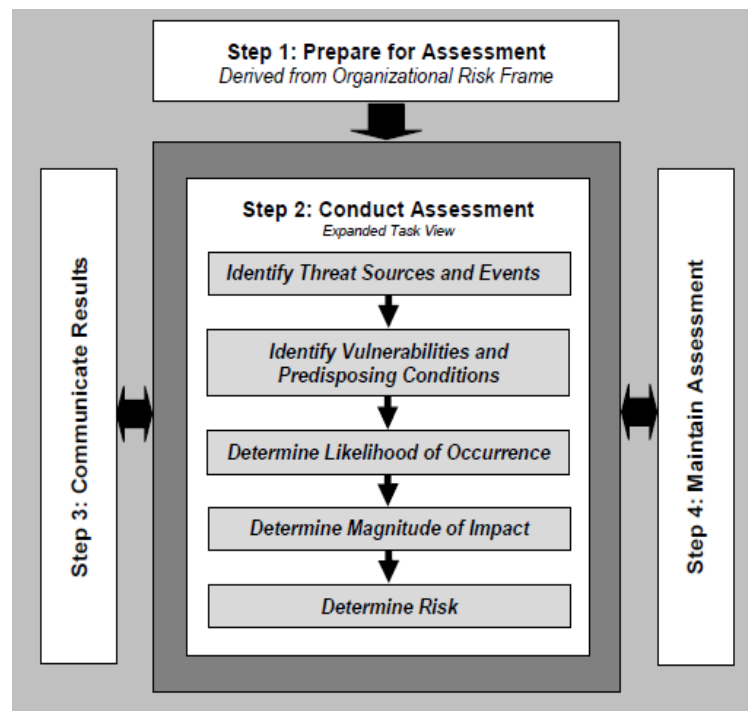 Step 1: Prepare for Assessment
Derived from Organizational Risk Frame
Step 2: Conduct Assessment
Expanded Task View
Identify Threat Sources and Events
Identify Vulnerabilities and
Predisposing Conditions
Determine Likelihood of Occurrence
Determine Magnitude of Impact
Determine Risk
Step 3: Communicate Results
Step 4: Maintain Assessment